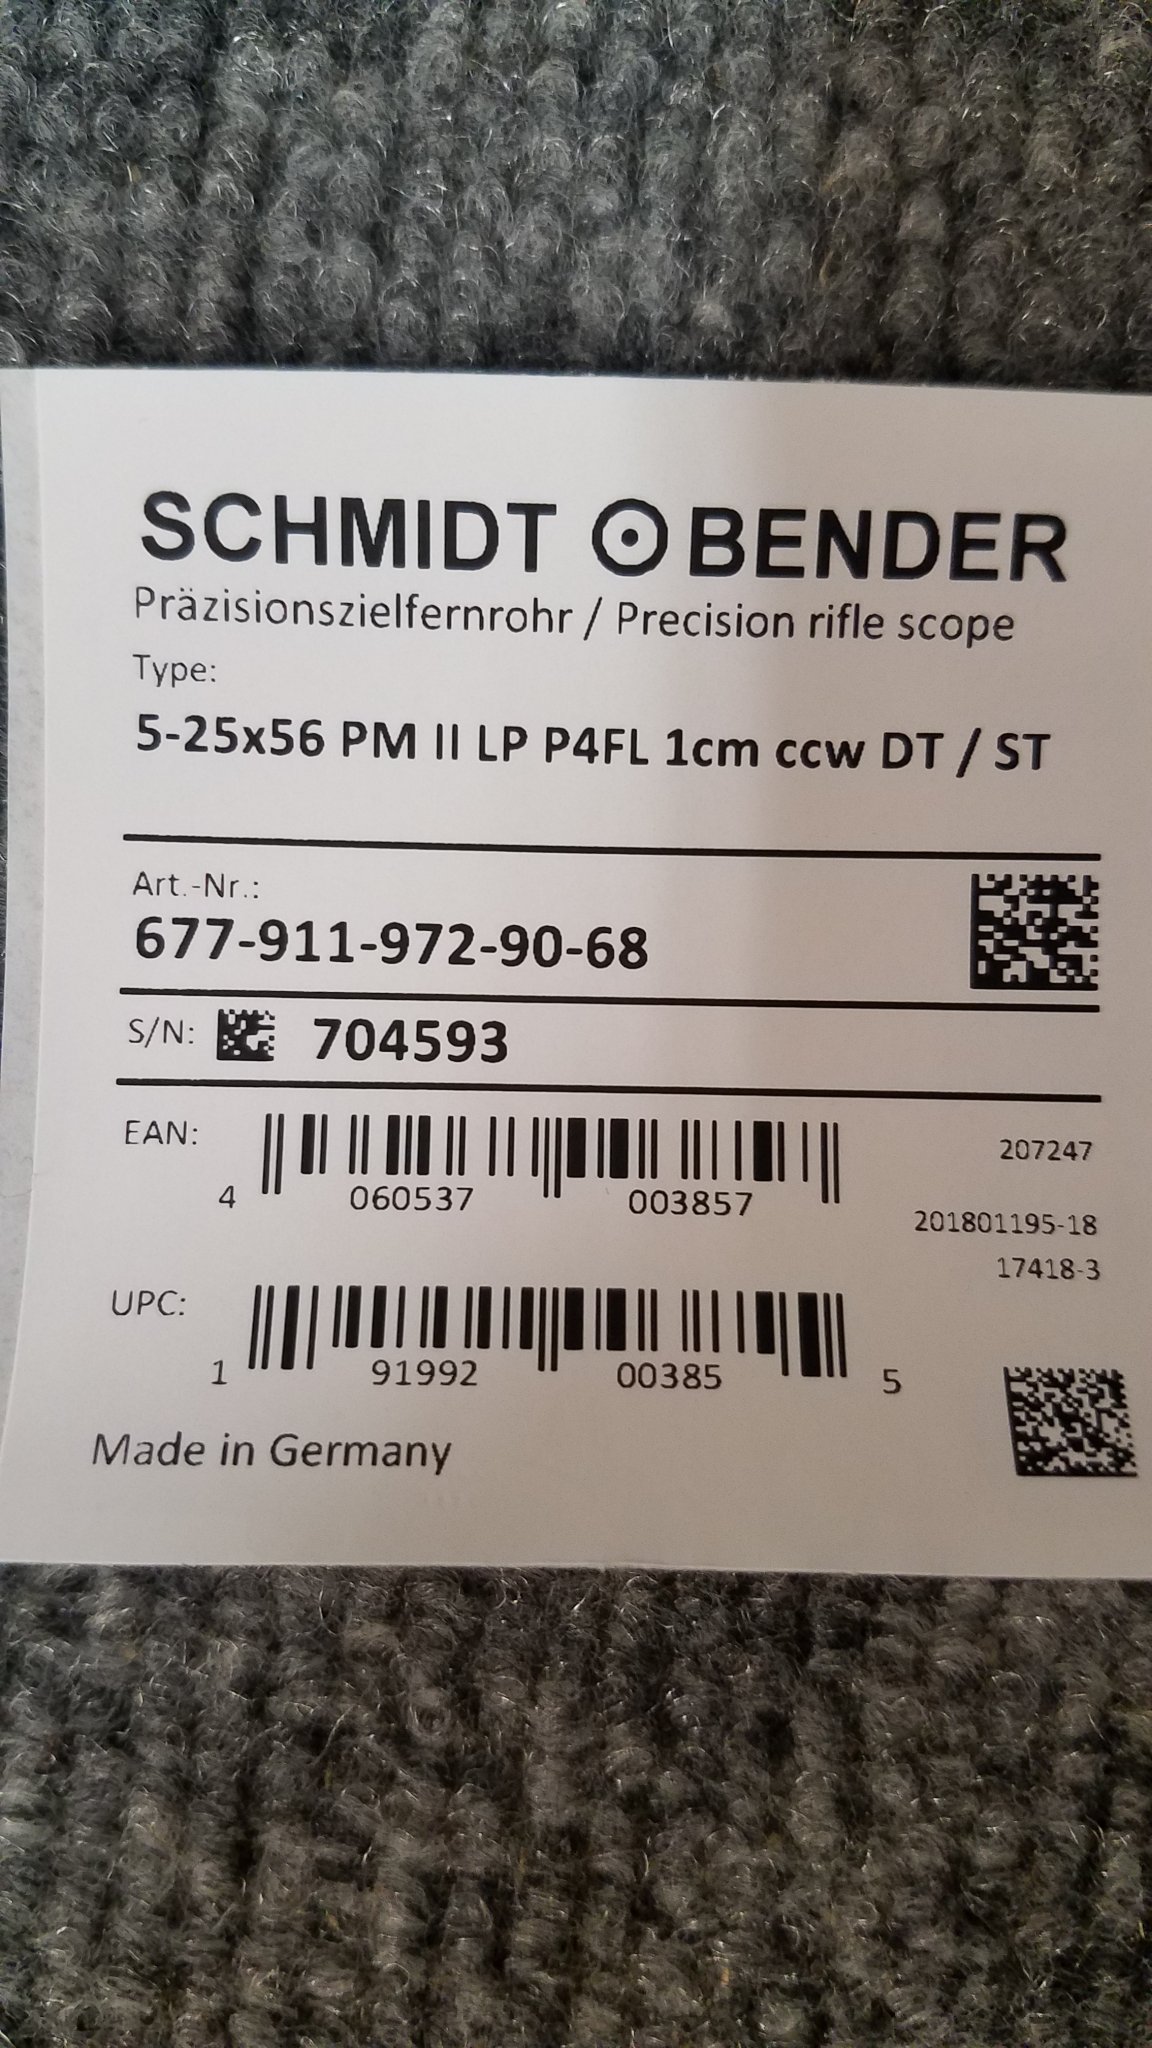 SCHMIDT BENDER
Präzisionszielfernrohr / Precision rifle scope
Type:
5-25x56 PM II LP P4FL 1cm ccw DT / ST
Art.-Nr.:
677-911-972-90-68
S/N: 704593
EAN:
4 060537 003857
207247
201801195-18
17418-3
UPC:
1 91992 00385 5
Made in Germany